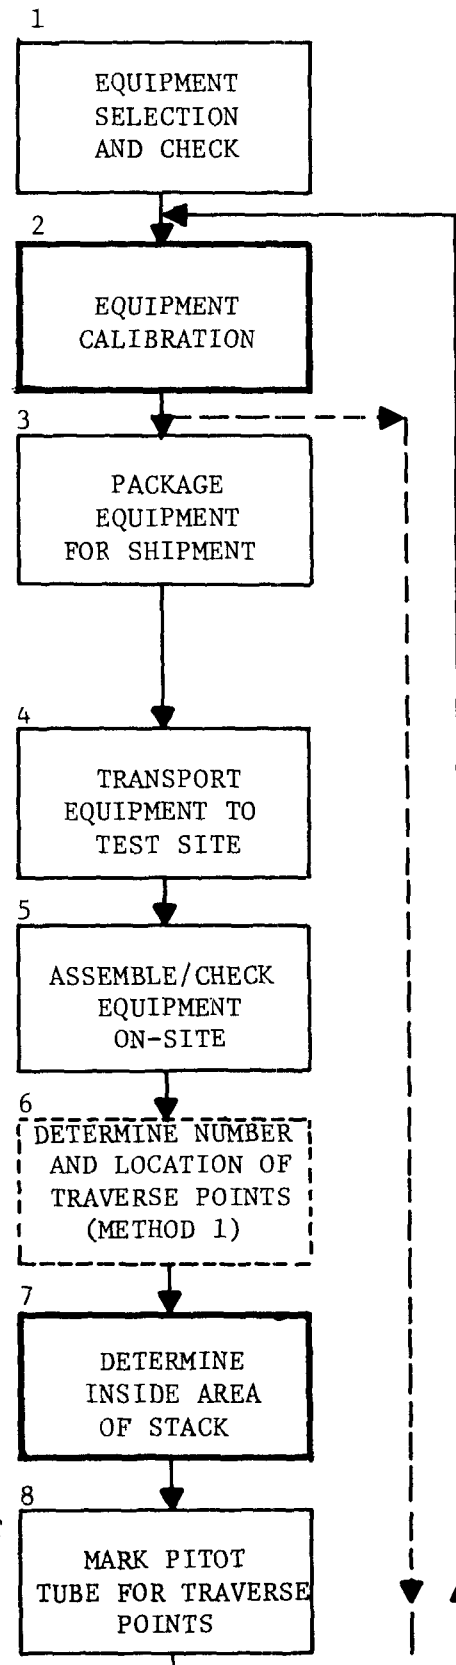 1
EQUIPMENT
SELECTION
AND CHECK
2
EQUIPMENT
CALIBRATION
3
PACKAGE
EQUIPMENT
FOR SHIPMENT
4
TRANSPORT
EQUIPMENT TO
TEST SITE
5
ASSEMBLE/CHECK
EQUIPMENT
ON-SITE
6
DETERMINE NUMBER
AND LOCATION OF
TRAVERSE POINTS
(METHOD 1)
7
DETERMINE
INSIDE AREA
OF STACK
8
MARK PITOT
TUBE FOR TRAVERSE
POINTS